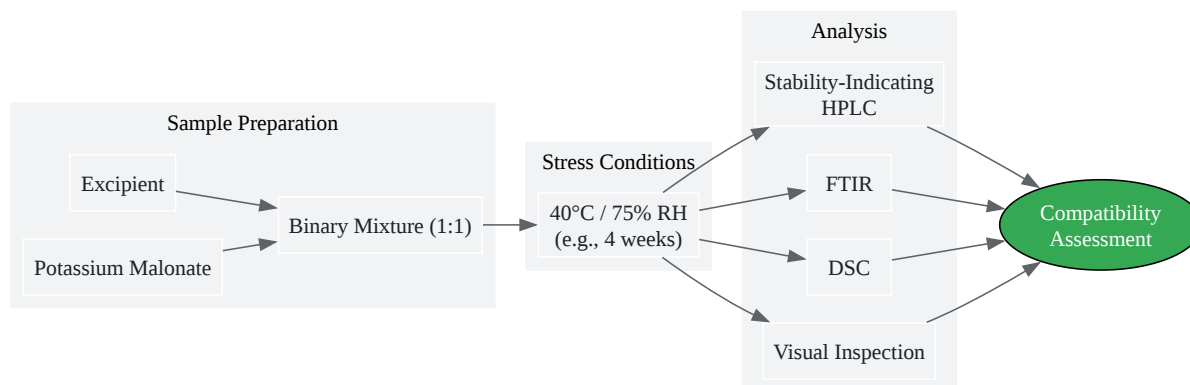 Sample Preparation
Excipient
Potassium Malonate
Binary Mixture (1:1)
Stress Conditions
40°C / 75% RH
(e.g., 4 weeks)
Analysis
Stability-Indicating
HPLC
FTIR
DSC
Visual Inspection
Compatibility
Assessment